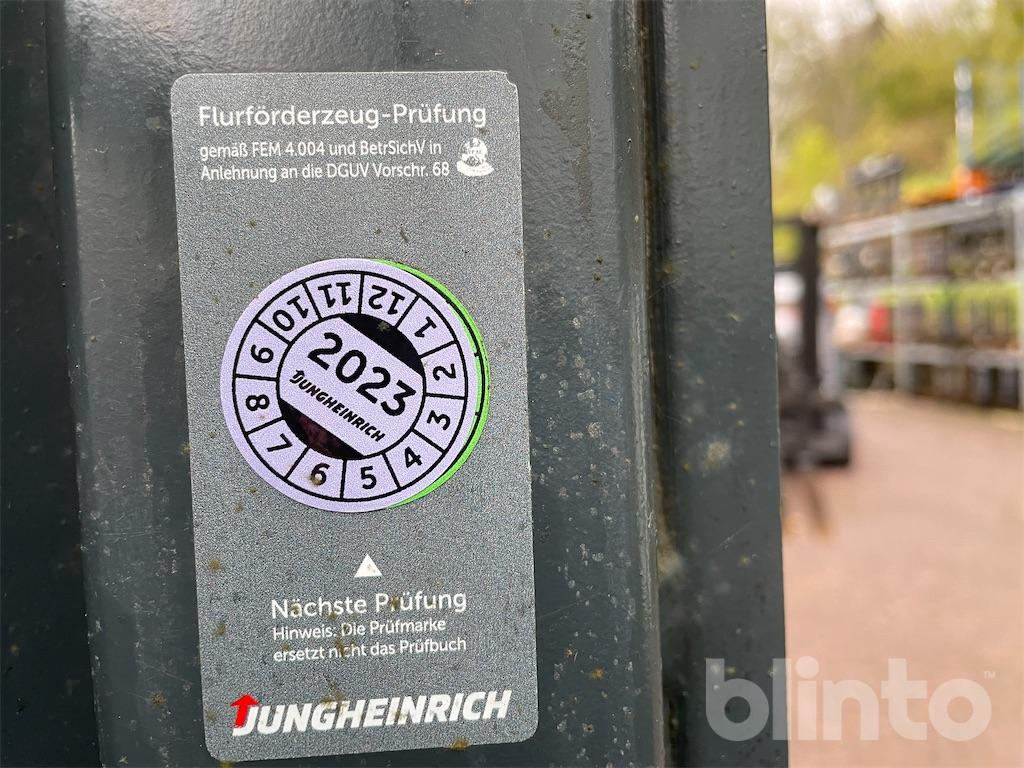 Flurförderzeug-Prüfung
gemäß FEM 4.004 und BetrSichV in
Anlehnung an die DGUV Vorschr. 68
1 2 3 4 5 6 7 8 9 10 11 12
2023
JUNGHEINRICH
Nächste Prüfung
Hinweis: Die Prüfmarke
ersetzt nicht das Prüfbuch
JUNGHEINRICH
blinto™